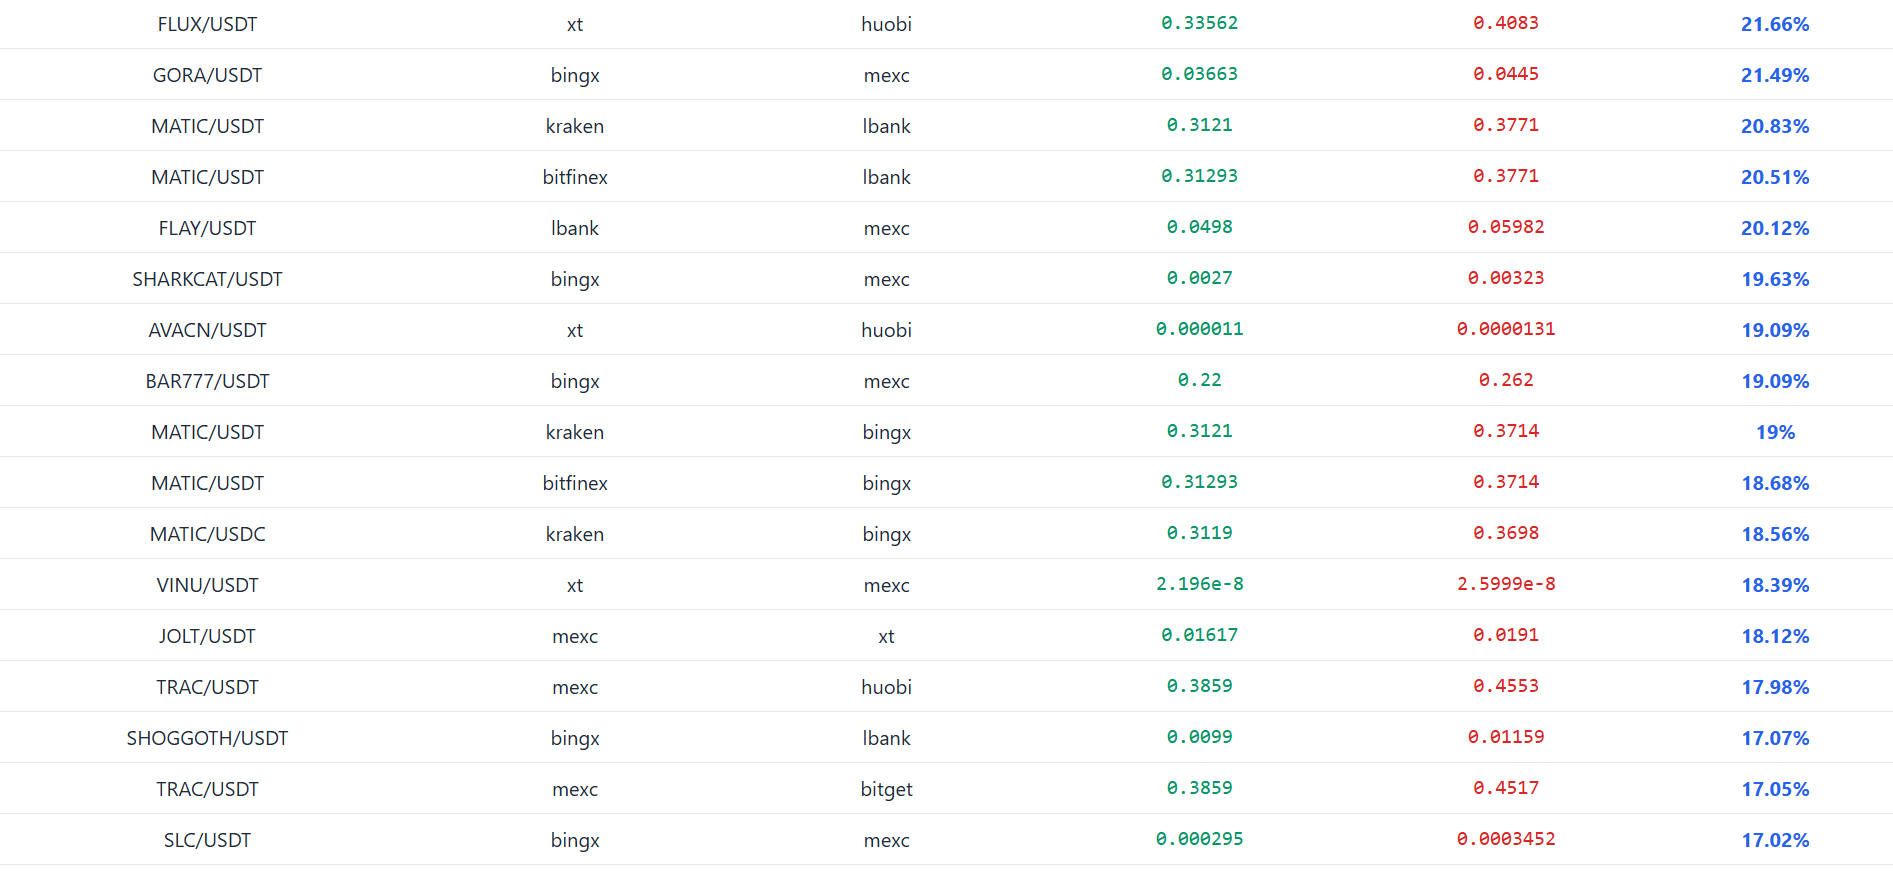 FLUX/USDT xt huobi 0.33562 0.4083 21.66%
GORA/USDT bingx mexc 0.03663 0.0445 21.49%
MATIC/USDT kraken lbank 0.3121 0.3771 20.83%
MATIC/USDT bitfinex lbank 0.31293 0.3771 20.51%
FLAY/USDT lbank mexc 0.0498 0.05982 20.12%
SHARKCAT/USDT bingx mexc 0.0027 0.00323 19.63%
AVACN/USDT xt huobi 0.000011 0.0000131 19.09%
BAR777/USDT bingx mexc 0.22 0.262 19.09%
MATIC/USDT kraken bingx 0.3121 0.3714 19%
MATIC/USDT bitfinex bingx 0.31293 0.3714 18.68%
MATIC/USDC kraken bingx 0.3119 0.3698 18.56%
VINU/USDT xt mexc 2.196e-8 2.5999e-8 18.39%
JOLT/USDT mexc xt 0.01617 0.0191 18.12%
TRAC/USDT mexc huobi 0.3859 0.4553 17.98%
SHOGGOTH/USDT bingx lbank 0.0099 0.01159 17.07%
TRAC/USDT mexc bitget 0.3859 0.4517 17.05%
SLC/USDT bingx mexc 0.000295 0.0003452 17.02%